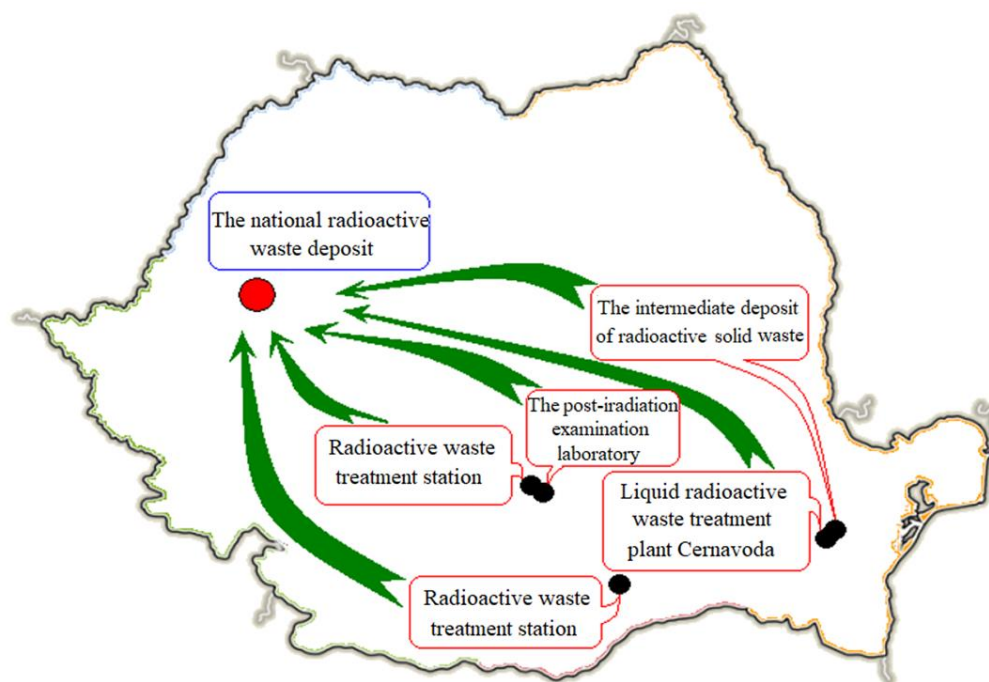 The national radioactive
waste deposit
The intermediate deposit
of radioactive solid waste
The post-iradiation
examination
laboratory
Radioactive waste
treatment station
Liquid radioactive
waste treatment
plant Cernavoda
Radioactive waste
treatment station